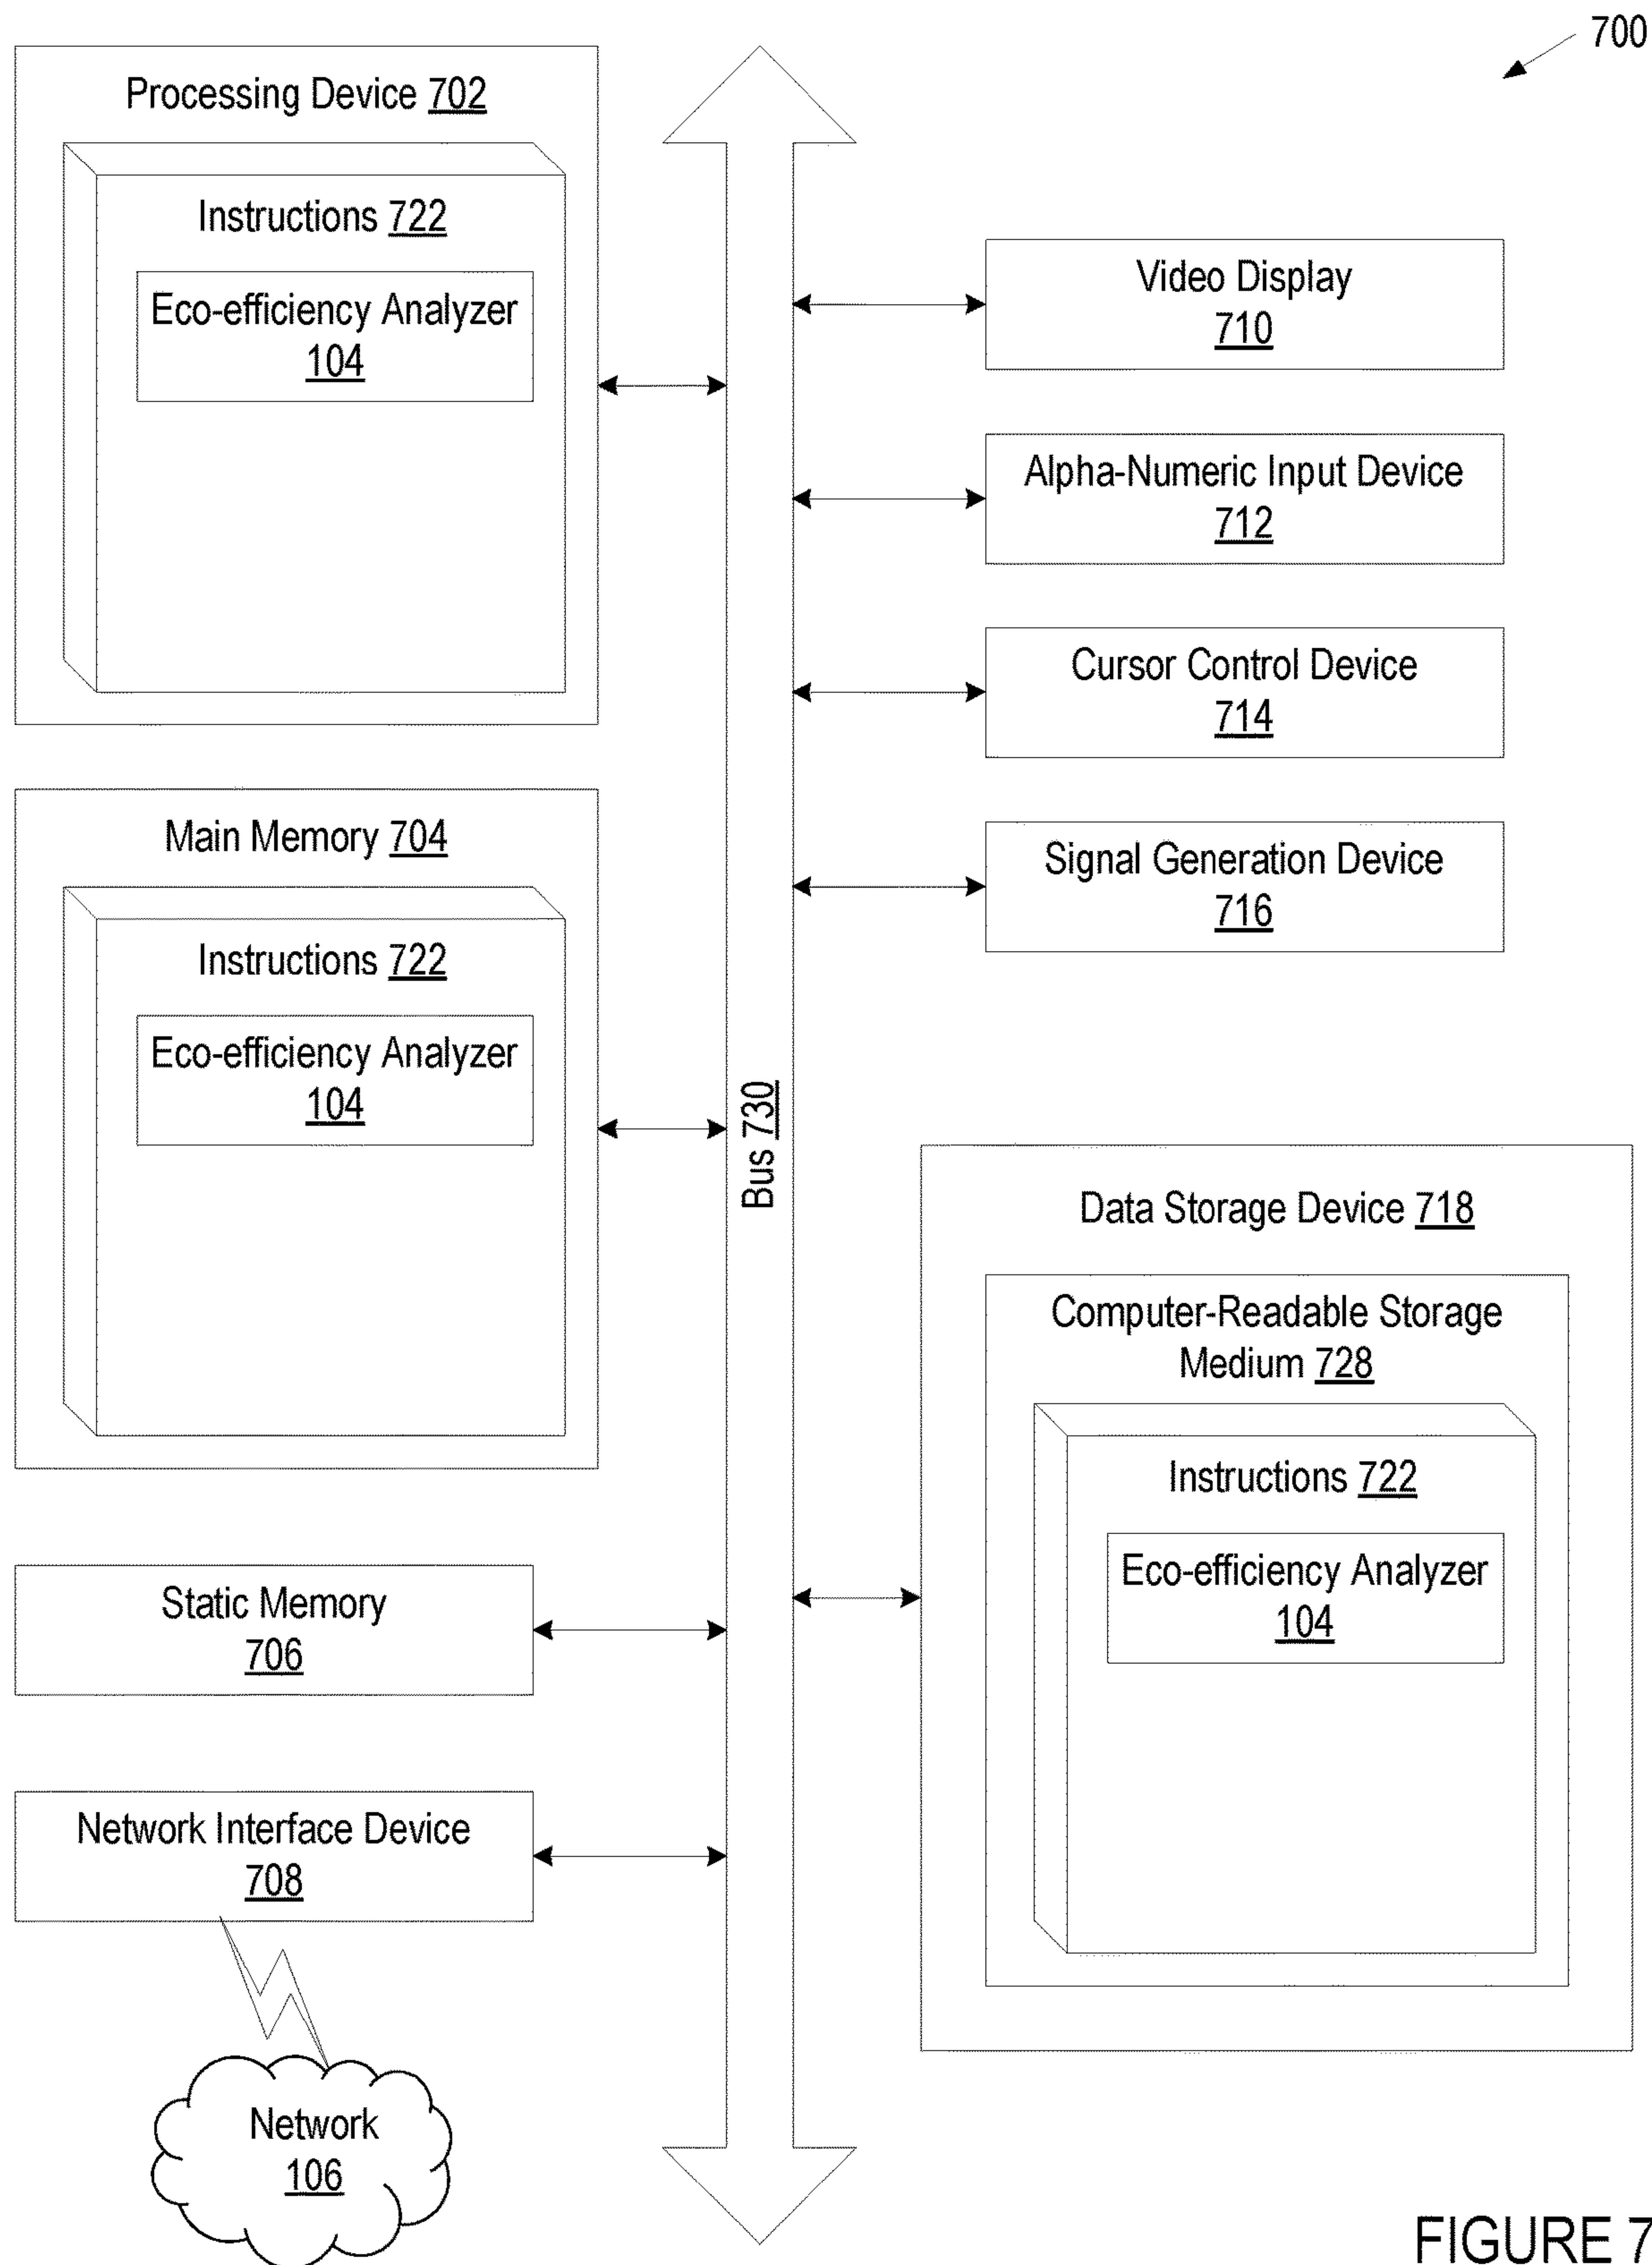 700
Processing Device 702
Instructions 722
Eco-efficiency Analyzer
104
Main Memory 704
Instructions 722
Eco-efficiency Analyzer
104
Static Memory
706
Network Interface Device
708
Network
106
Bus 730
Video Display
710
Alpha-Numeric Input Device
712
Cursor Control Device
714
Signal Generation Device
716
Data Storage Device 718
Computer-Readable Storage
Medium 728
Instructions 722
Eco-efficiency Analyzer
104
FIGURE 7